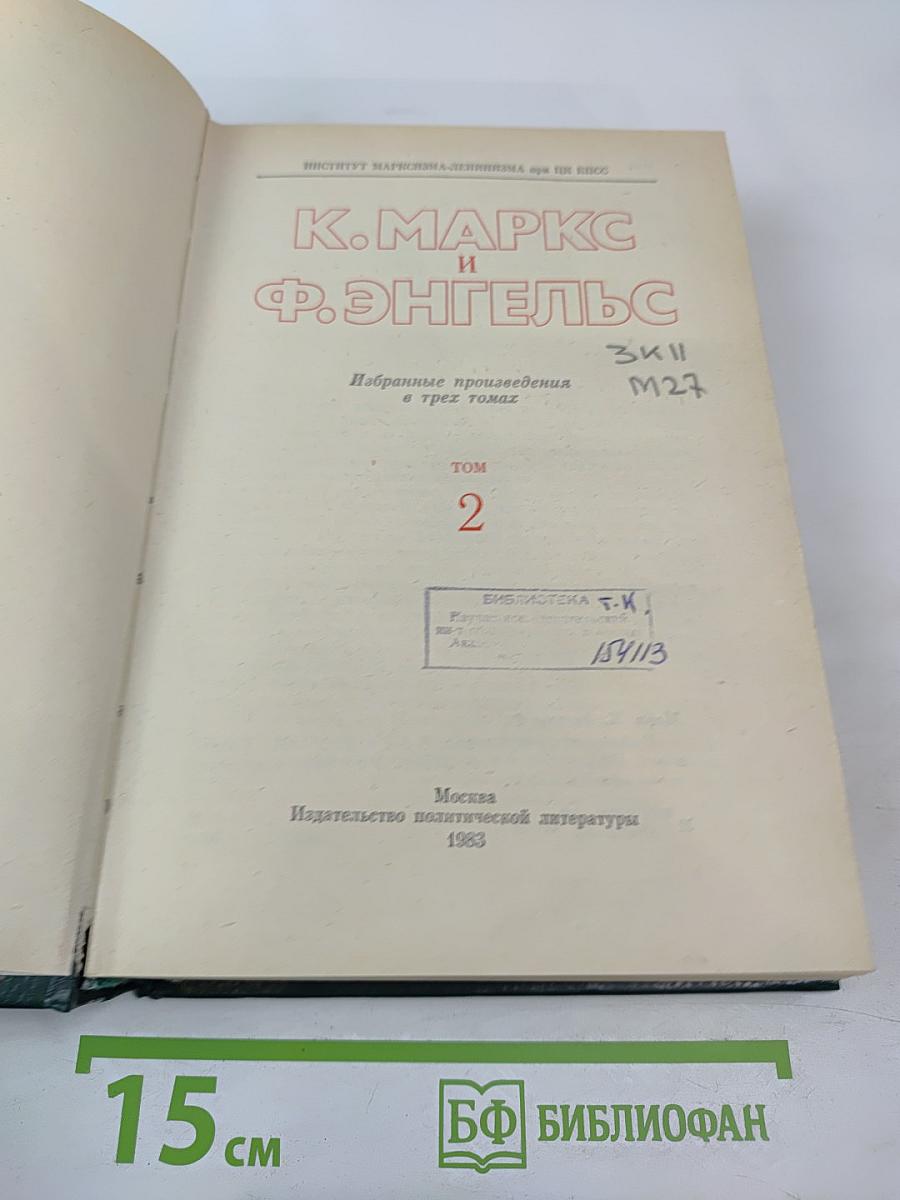 ИНСТИТУТ МАРКСИЗМА-ЛЕНИНИЗМА при ЦК КПСС
К. МАРКС
И
Ф. ЭНГЕЛЬС
ЗКII
М27
Избранные произведения
в трех томах
ТОМ
2
БИБЛИОТЕКА Т-К
154113
Москва
Издательство политической литературы
1983
15 см
БФ БИБЛИОФАН